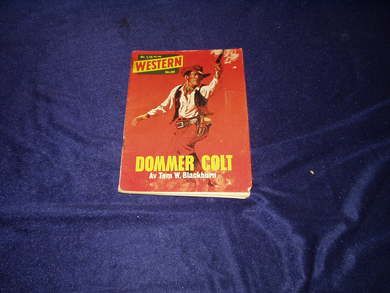 WESTERN
DOMMER COLT
Av Tom W. Blackburn